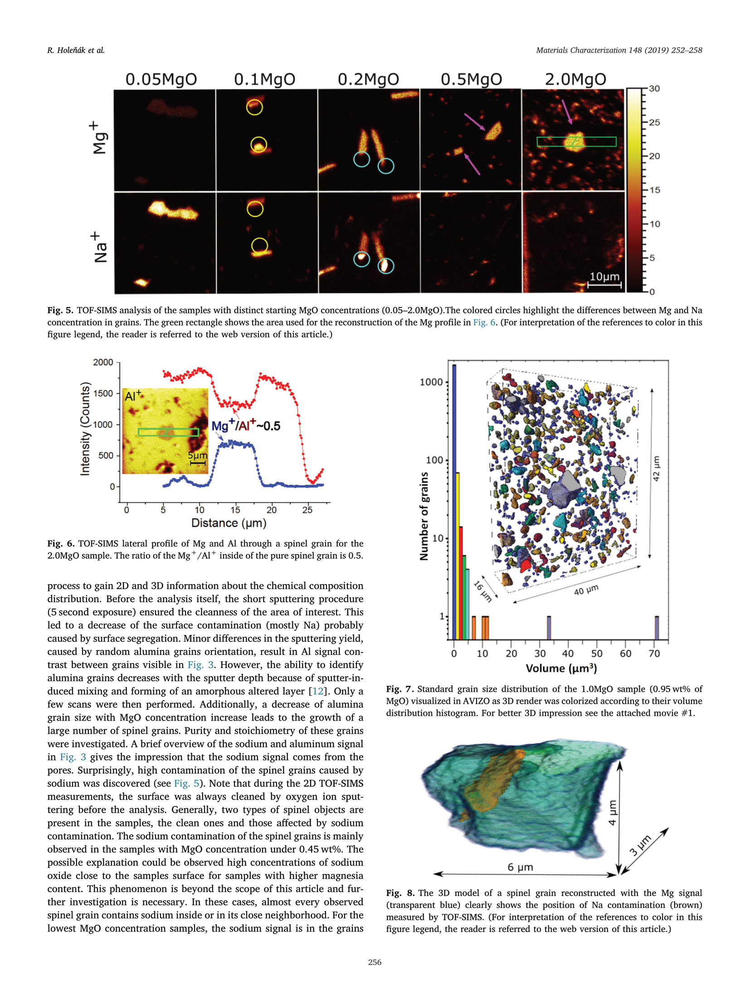 R. Holeňák et al.
Materials Characterization 148 (2019) 252–258
0.05MgO 0.1MgO 0.2MgO 0.5MgO 2.0MgO
Mg+
Na+
30
25
20
15
10
5
0
10µm
Fig. 5. TOF-SIMS analysis of the samples with distinct starting MgO concentrations (0.05–2.0MgO).The colored circles highlight the differences between Mg and Na
concentration in grains. The green rectangle shows the area used for the reconstruction of the Mg profile in Fig. 6. (For interpretation of the references to color in this
figure legend, the reader is referred to the web version of this article.)
2000
1500
1000
500
0
Intensity (Counts)
Al+
5µm
Mg+/Al+~0.5
0 5 10 15 20 25
Distance (µm)
Fig. 6. TOF-SIMS lateral profile of Mg and Al through a spinel grain for the
2.0MgO sample. The ratio of the Mg+/Al+ inside of the pure spinel grain is 0.5.
process to gain 2D and 3D information about the chemical composition
distribution. Before the analysis itself, the short sputtering procedure
(5 second exposure) ensured the cleanness of the area of interest. This
led to a decrease of the surface contamination (mostly Na) probably
caused by surface segregation. Minor differences in the sputtering yield,
caused by random alumina grains orientation, result in Al signal con-
trast between grains visible in Fig. 3. However, the ability to identify
alumina grains decreases with the sputter depth because of sputter-in-
duced mixing and forming of an amorphous altered layer [12]. Only a
few scans were then performed. Additionally, a decrease of alumina
grain size with MgO concentration increase leads to the growth of a
large number of spinel grains. Purity and stoichiometry of these grains
were investigated. A brief overview of the sodium and aluminum signal
in Fig. 3 gives the impression that the sodium signal comes from the
pores. Surprisingly, high contamination of the spinel grains caused by
sodium was discovered (see Fig. 5). Note that during the 2D TOF-SIMS
measurements, the surface was always cleaned by oxygen ion sput-
tering before the analysis. Generally, two types of spinel objects are
present in the samples, the clean ones and those affected by sodium
contamination. The sodium contamination of the spinel grains is mainly
observed in the samples with MgO concentration under 0.45 wt%. The
possible explanation could be observed high concentrations of sodium
oxide close to the samples surface for samples with higher magnesia
content. This phenomenon is beyond the scope of this article and fur-
ther investigation is necessary. In these cases, almost every observed
spinel grain contains sodium inside or in its close neighborhood. For the
lowest MgO concentration samples, the sodium signal is in the grains
1000
100
10
1
Number of grains
42 µm
16 µm
40 µm
0 10 20 30 40 50 60 70
Volume (µm³)
Fig. 7. Standard grain size distribution of the 1.0MgO sample (0.95 wt% of
MgO) visualized in AVIZO as 3D render was colorized according to their volume
distribution histogram. For better 3D impression see the attached movie #1.
4 µm
3 µm
6 µm
Fig. 8. The 3D model of a spinel grain reconstructed with the Mg signal
(transparent blue) clearly shows the position of Na contamination (brown)
measured by TOF-SIMS. (For interpretation of the references to color in this
figure legend, the reader is referred to the web version of this article.)
256